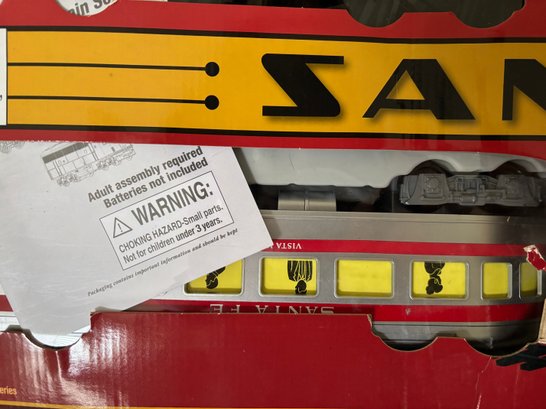 SAN
Adult assembly required
Batteries not included
WARNING:
CHOKING HAZARD-Small parts.
Not for children under 3 years.
Packaging contains important information and should be kept
VISTA
SANTA FE
eries